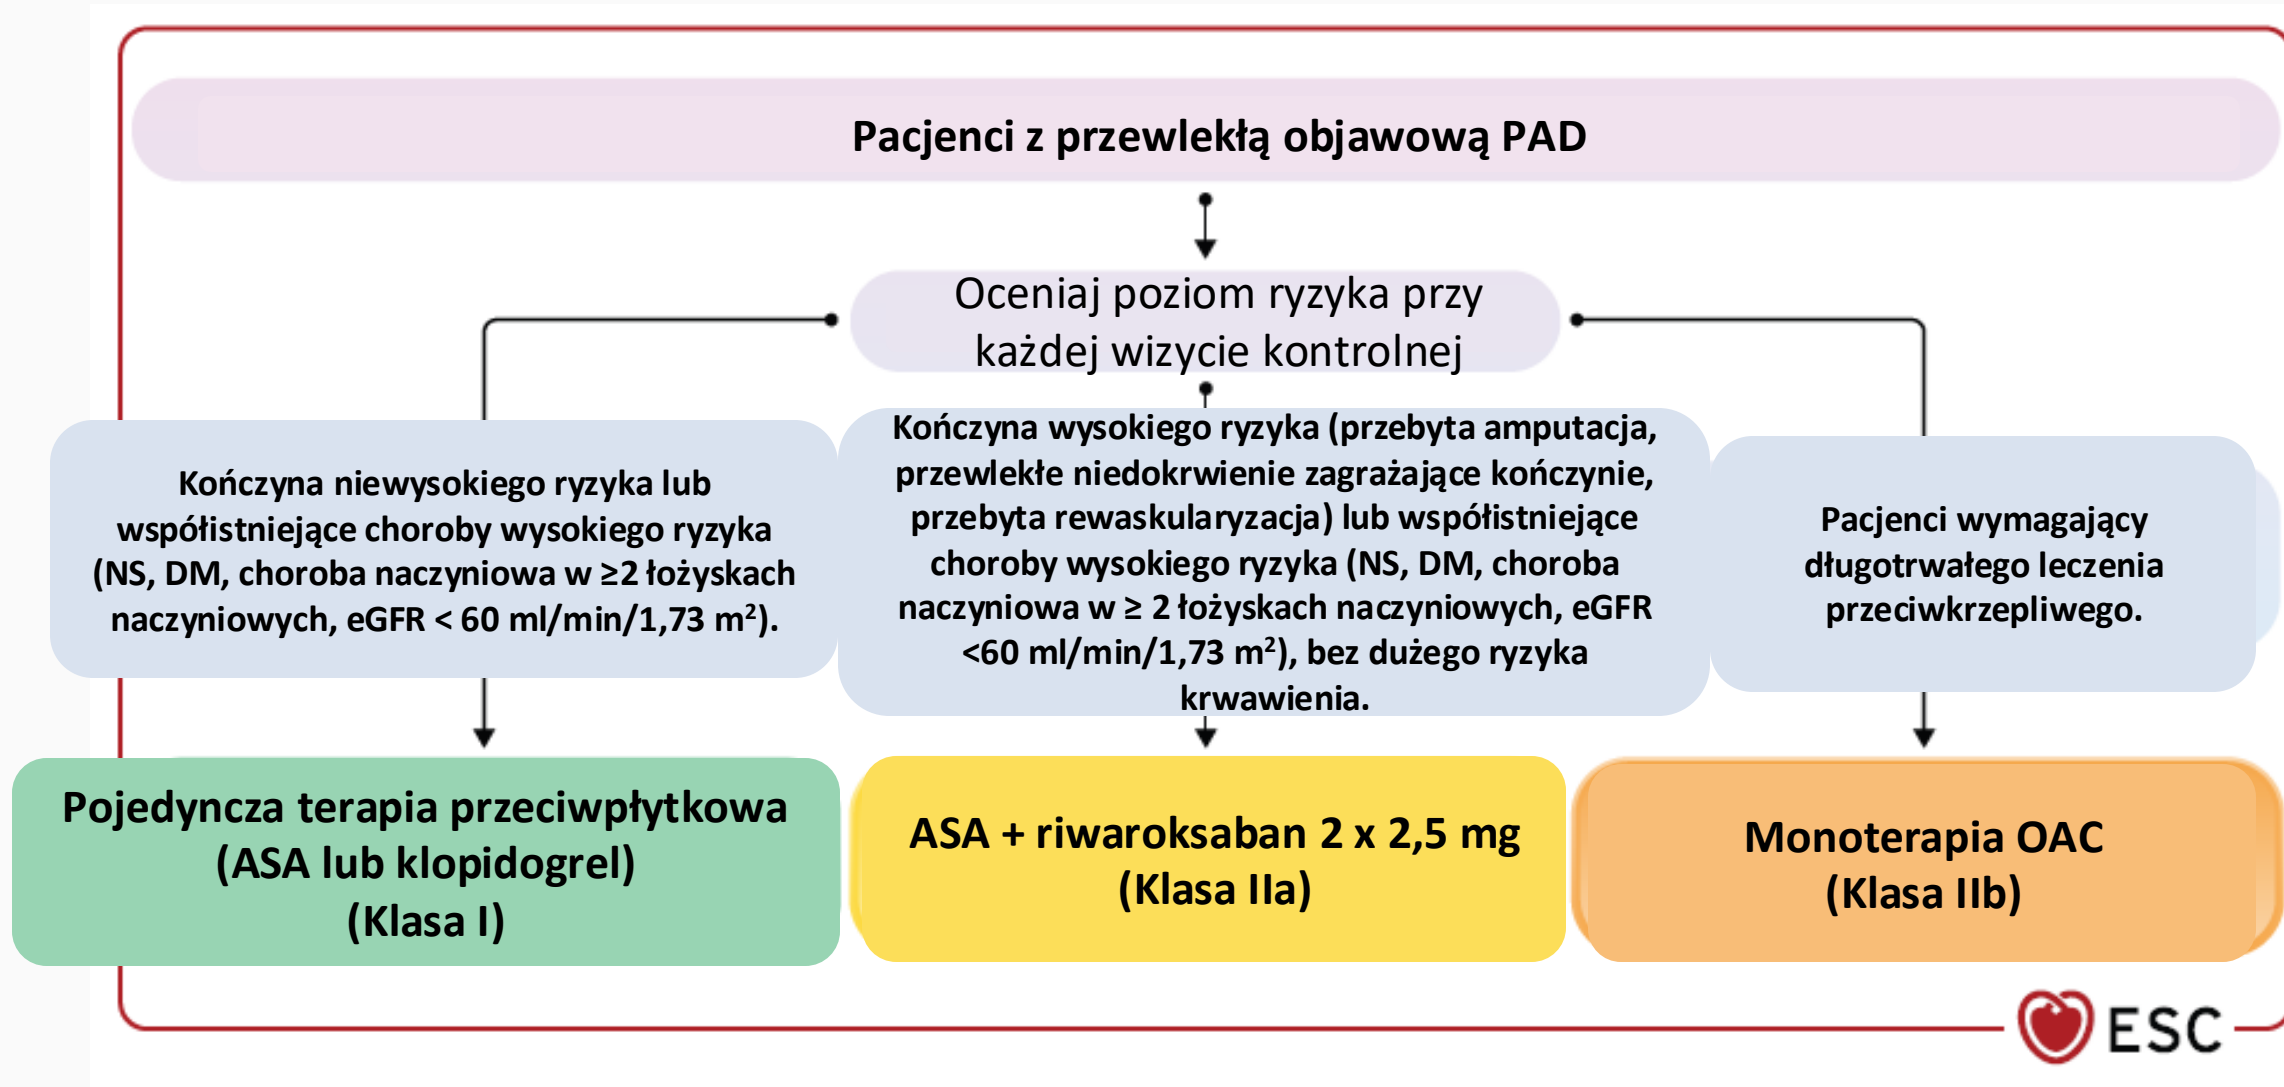 Pacjenci z przewlekłą objawową PAD
Oceniaj poziom ryzyka przy
każdej wizycie kontrolnej
Kończyna niewysokiego ryzyka lub
współistniejące choroby wysokiego ryzyka
(NS, DM, choroba naczyniowa w ≥2 łożyskach
naczyniowych, eGFR < 60 ml/min/1,73 m²).
Kończyna wysokiego ryzyka (przebyta amputacja,
przewlekłe niedokrwienie zagrażające kończynie,
przebyta rewaskularyzacja) lub współistniejące
choroby wysokiego ryzyka (NS, DM, choroba
naczyniowa w ≥ 2 łożyskach naczyniowych, eGFR
<60 ml/min/1,73 m²), bez dużego ryzyka
krwawienia.
Pacjenci wymagający
długotrwałego leczenia
przeciwkrzepliwego.
Pojedyncza terapia przeciwpłytkowa
(ASA lub klopidogrel)
(Klasa I)
ASA + riwaroksaban 2 x 2,5 mg
(Klasa IIa)
Monoterapia OAC
(Klasa IIb)
ESC